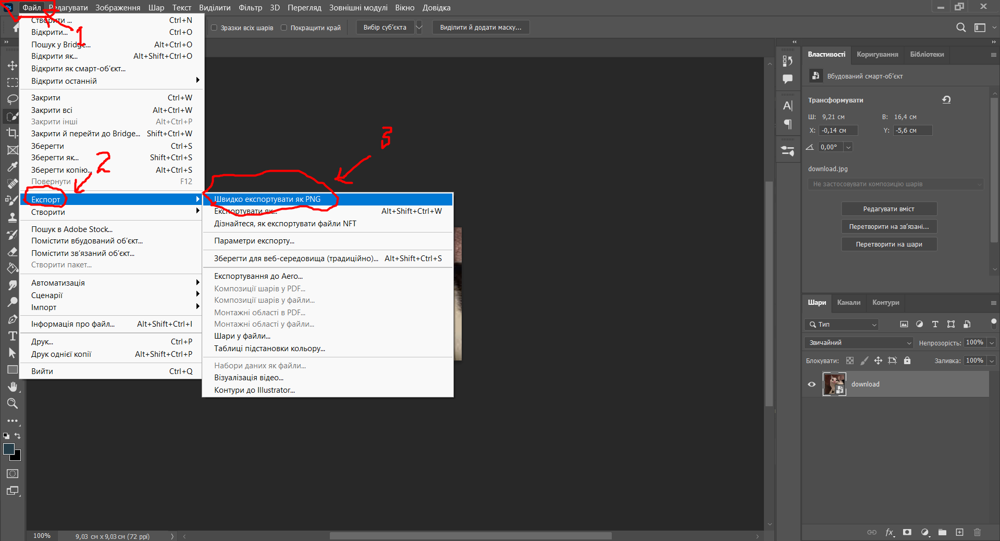 Ps Файл Редагувати Зображення Шар Текст Виділити Фільтр 3D Перегляд Зовнішні модулі Вікно Довідка
Зразки всіх шарів Покращити край Вибір суб'єкта Виділити й додати маску...
1
Створити ... Ctrl+N
Відкрити... Ctrl+O
Пошук у Bridge... Alt+Ctrl+O
Відкрити як... Alt+Shift+Ctrl+O
Відкрити як смарт-об'єкт...
Відкрити останній
Закрити Ctrl+W
Закрити всі Alt+Ctrl+W
Закрити інші Alt+Ctrl+P
Закрити й перейти до Bridge... Shift+Ctrl+W
Зберегти Ctrl+S
Зберегти як... Shift+Ctrl+S
Зберегти копію... Alt+Ctrl+S
Повернути F12
2
Експорт
Створити
Пошук в Adobe Stock...
Помістити вбудований об'єкт...
Помістити зв'язаний об'єкт...
Створити пакет...
Автоматизація
Сценарії
Імпорт
Інформація про файл... Alt+Shift+Ctrl+I
Друк... Ctrl+P
Друк однієї копії Alt+Shift+Ctrl+P
Вийти Ctrl+Q
3
Швидко експортувати як PNG
Експортувати як... Alt+Shift+Ctrl+W
Дізнайтеся, як експортувати файли NFT
Параметри експорту...
Зберегти для веб-середовища (традиційно)... Alt+Shift+Ctrl+S
Експортування до Aero...
Композиції шарів у PDF...
Композиції шарів у файли...
Монтажні області в PDF...
Монтажні області у файли...
Шари у файли...
Таблиці підстановки кольору...
Набори даних як файли...
Візуалізація відео...
Контури до Illustrator...
Властивості Коригування Бібліотеки
Вбудований смарт-об'єкт
Трансформувати
Ш: 9,21 см В: 16,4 см
X: -0,14 см Y: -5,6 см
0,00°
download.jpg
Не застосовувати композицію шарів
Редагувати вміст
Перетворити на зв'язані...
Перетворити на шари
Шари Канали Контури
Тип
Звичайний Непрозорість: 100%
Блокувати: Заливка: 100%
download
fx
100% 9,03 см x 9,03 см (72 ppi)